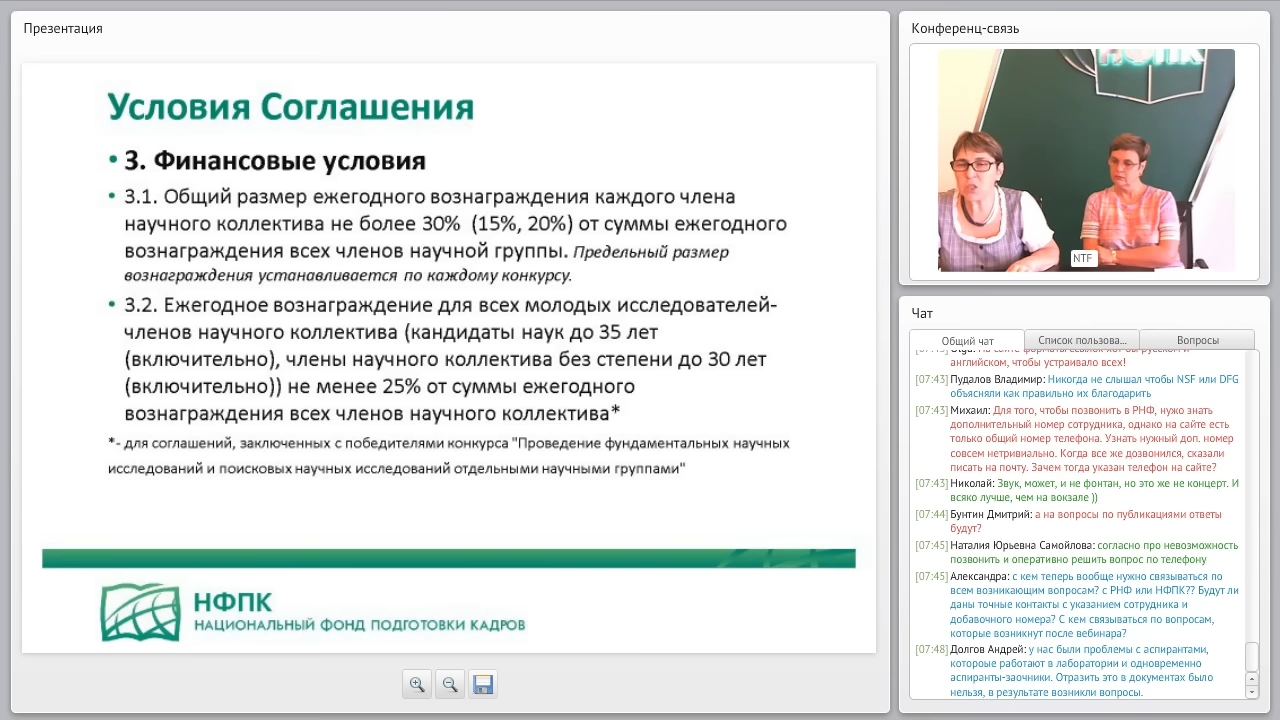 Презентация
Условия Соглашения
• 3. Финансовые условия
• 3.1. Общий размер ежегодного вознаграждения каждого члена
научного коллектива не более 30% (15%, 20%) от суммы ежегодного
вознаграждения всех членов научной группы. Предельный размер
вознаграждения устанавливается по каждому конкурсу.
• 3.2. Ежегодное вознаграждение для всех молодых исследователей-
членов научного коллектива (кандидаты наук до 35 лет
(включительно), члены научного коллектива без степени до 30 лет
(включительно)) не менее 25% от суммы ежегодного
вознаграждения всех членов научного коллектива*
*- для соглашений, заключенных с победителями конкурса "Проведение фундаментальных научных
исследований и поисковых научных исследований отдельными научными группами"
НФПК
НАЦИОНАЛЬНЫЙ ФОНД ПОДГОТОВКИ КАДРОВ
Конференц-связь
НФПК
NTF
Чат
Общий чат
Список пользова...
Вопросы
английском, чтобы устраивало всех!
[07:43] Пудалов Владимир: Никогда не слышал чтобы NSF или DFG
объясняли как правильно их благодарить
[07:43] Михаил: Для того, чтобы позвонить в РНФ, нужо знать
дополнительный номер сотрудника, однако на сайте есть
только общий номер телефона. Узнать нужный доп. номер
совсем нетривиально. Когда все же дозвонился, сказали
писать на почту. Зачем тогда указан телефон на сайте?
[07:43] Николай: Звук, может, и не фонтан, но это же не концерт. И
всяко лучше, чем на вокзале ))
[07:44] Бунтин Дмитрий: а на вопросы по публикациями ответы
будут?
[07:45] Наталия Юрьевна Самойлова: согласно про невозможность
позвонить и оперативно решить вопрос по телефону
[07:45] Александра: с кем теперь вообще нужно связываться по
всем возникающим вопросам? с РНФ или НФПК?? Будут ли
даны точные контакты с указанием сотрудника и
добавочного номера? С кем связываться по вопросам,
которые возникнут после вебинара?
[07:48] Долгов Андрей: у нас были проблемы с аспирантами,
котороые работают в лаборатории и одновременно
аспиранты-заочники. Отразить это в документах было
нельзя, в результате возникли вопросы.